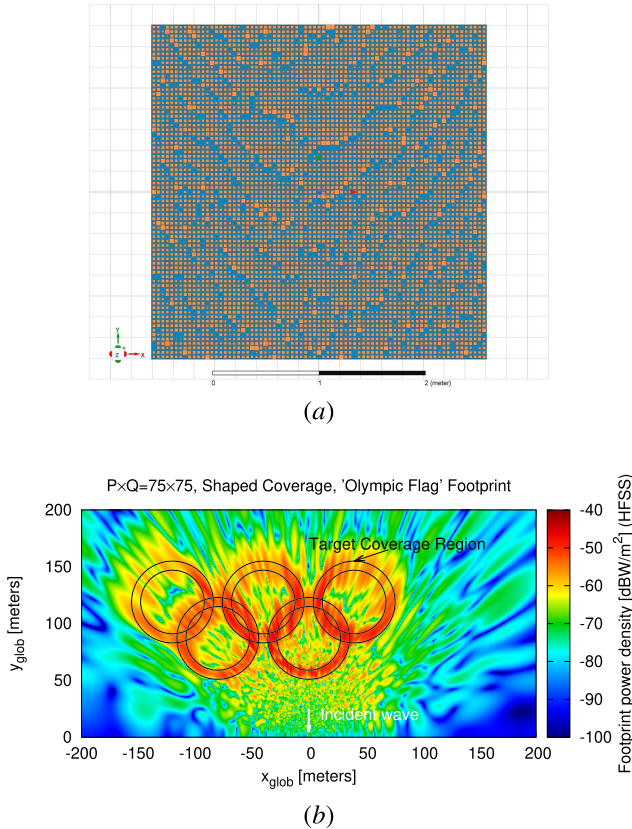 Y
Z
X
0
1
2 (meter)
(a)
P×Q=75×75, Shaped Coverage, 'Olympic Flag' Footprint
200
150
100
50
0
y_glob [meters]
Target Coverage Region
Incident wave
-200
-150
-100
-50
0
50
100
150
200
x_glob [meters]
-40
-50
-60
-70
-80
-90
-100
Footprint power density [dBW/m²] (HFSS)
(b)